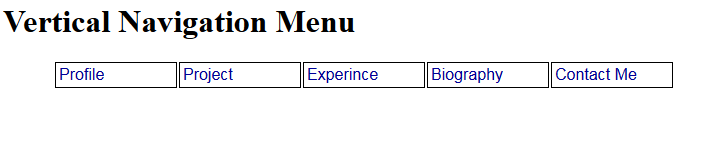 Vertical Navigation Menu
Profile Project Experince Biography Contact Me